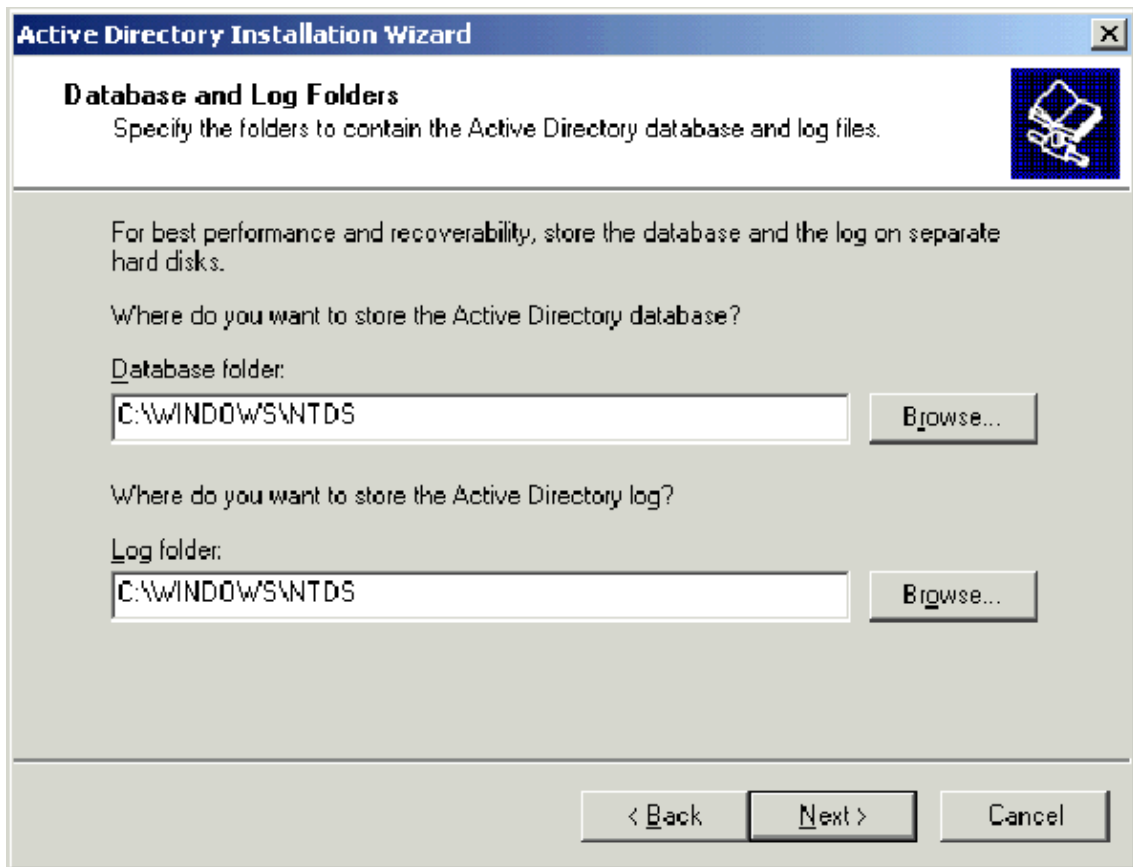 Active Directory Installation Wizard
Database and Log Folders
Specify the folders to contain the Active Directory database and log files.
For best performance and recoverability, store the database and the log on separate
hard disks.
Where do you want to store the Active Directory database?
Database folder:
C:\WINDOWS\NTDS
Browse...
Where do you want to store the Active Directory log?
Log folder:
C:\WINDOWS\NTDS
Browse...
< Back Next > Cancel